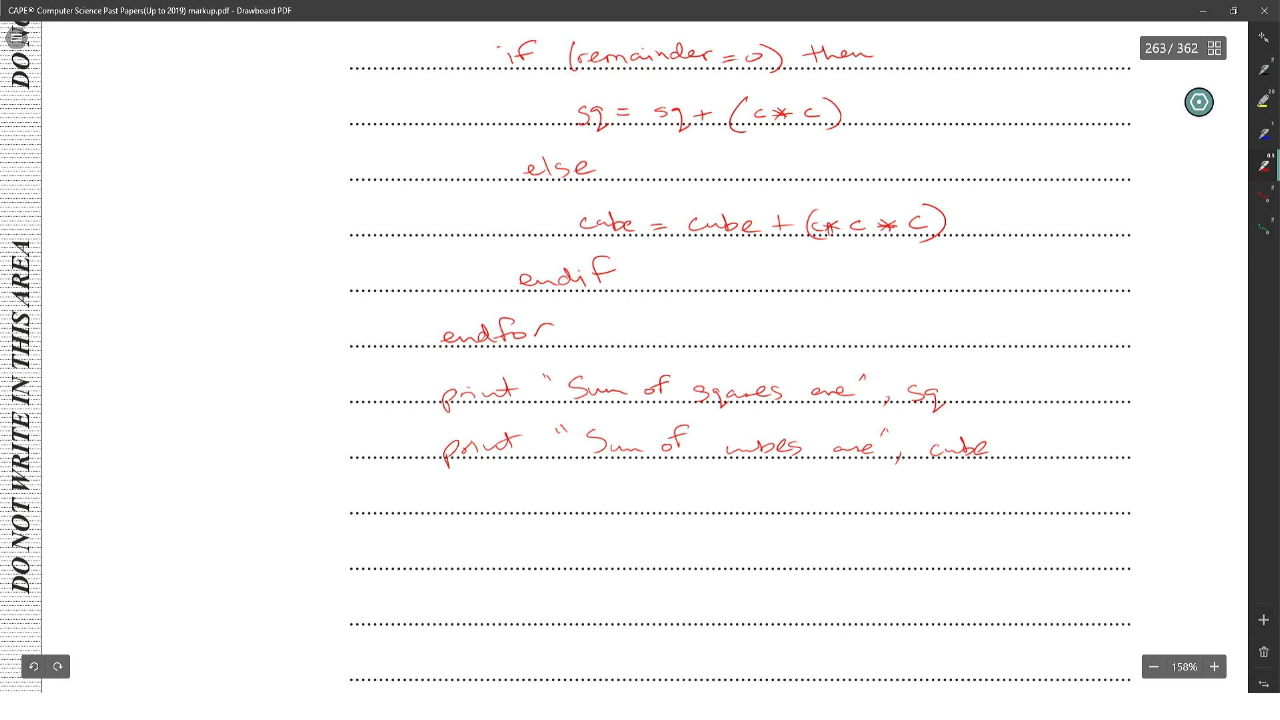 CAPE® Computer Science Past Papers(Up to 2019) markup.pdf - Drawboard PDF
263 / 362
if (remainder = 0) then
sq = sq + (c * c)
else
cube = cube + (c * c * c)
endif
endfor
print "Sum of squares are", sq
print "Sum of cubes are", cube
DO NOT WRITE IN THIS AREA
DO NO
158%